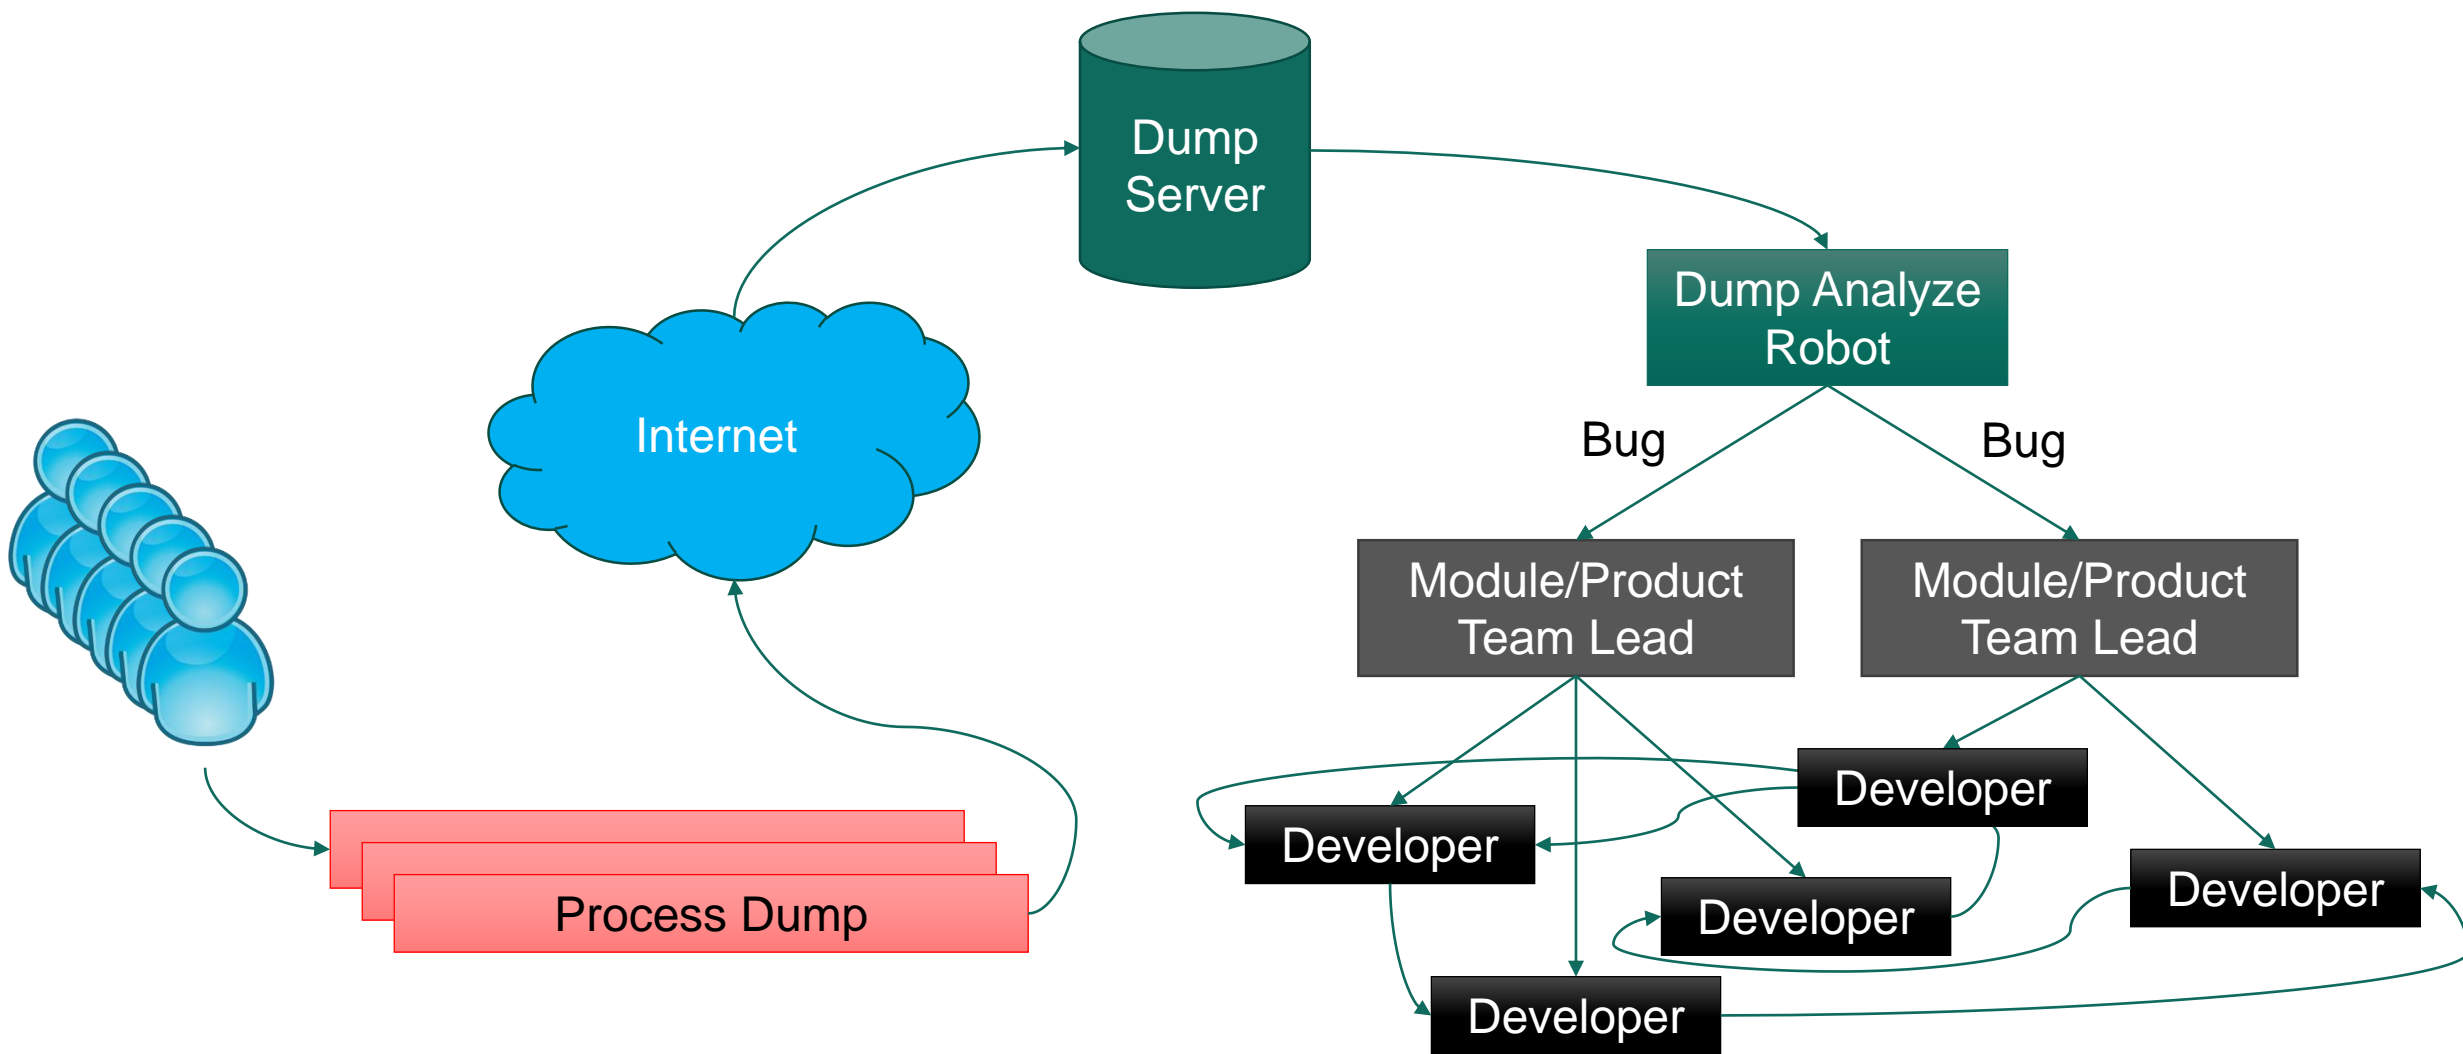 Dump
Server
Dump Analyze
Robot
Internet
Bug
Bug
Module/Product
Team Lead
Module/Product
Team Lead
Developer
Developer
Developer
Developer
Process Dump
Developer